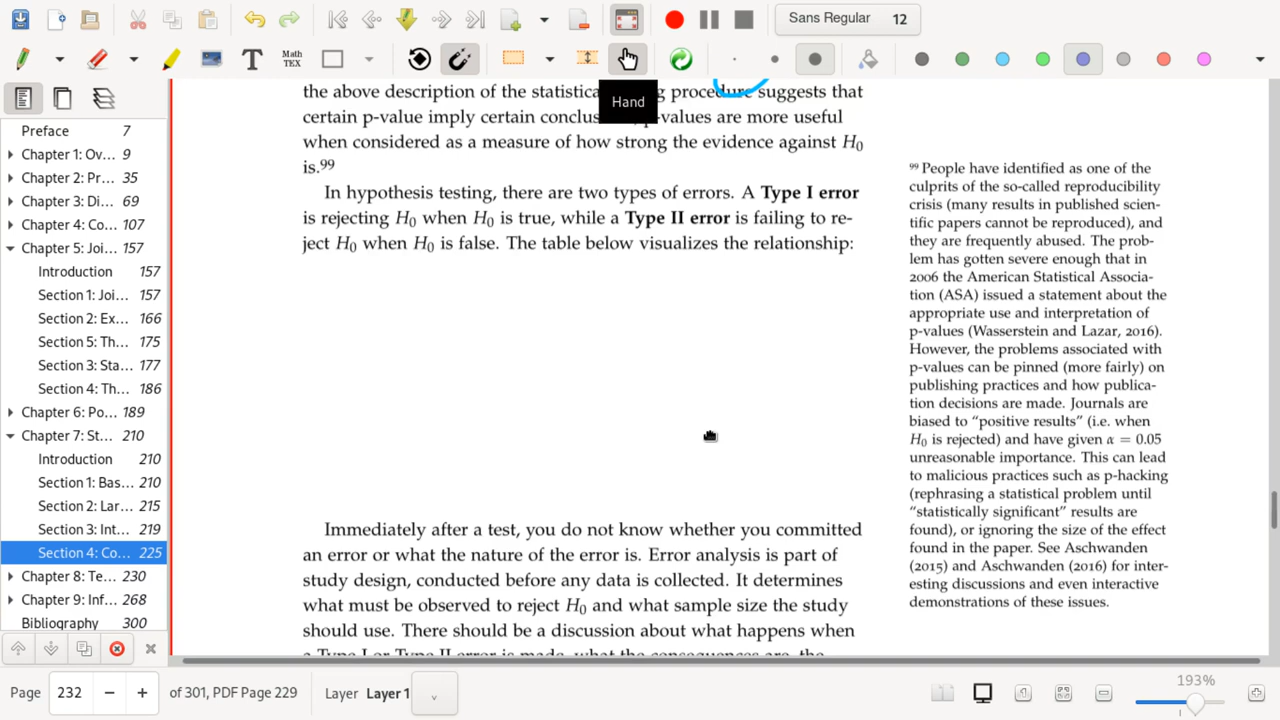 Sans Regular 12
T
Math
TEX
Hand
Preface 7
Chapter 1: Ov... 9
Chapter 2: Pr... 35
Chapter 3: Di... 69
Chapter 4: Co... 107
Chapter 5: Joi... 157
Introduction 157
Section 1: Joi... 157
Section 2: Ex... 166
Section 5: Th... 175
Section 3: Sta... 177
Section 4: Th... 186
Chapter 6: Po... 189
Chapter 7: St... 210
Introduction 210
Section 1: Bas... 210
Section 2: Lar... 215
Section 3: Int... 219
Section 4: Co... 225
Chapter 8: Te... 230
Chapter 9: Inf... 268
Bibliography 300
the above description of the statistica g procedure suggests that
certain p-value imply certain conclus p-values are more useful
when considered as a measure of how strong the evidence against H0
is.99
In hypothesis testing, there are two types of errors. A Type I error
is rejecting H0 when H0 is true, while a Type II error is failing to re-
ject H0 when H0 is false. The table below visualizes the relationship:
Immediately after a test, you do not know whether you committed
an error or what the nature of the error is. Error analysis is part of
study design, conducted before any data is collected. It determines
what must be observed to reject H0 and what sample size the study
should use. There should be a discussion about what happens when
a Type I or Type II error is made, what the consequences are, the
99 People have identified as one of the
culprits of the so-called reproducibility
crisis (many results in published scien-
tific papers cannot be reproduced), and
they are frequently abused. The prob-
lem has gotten severe enough that in
2006 the American Statistical Associa-
tion (ASA) issued a statement about the
appropriate use and interpretation of
p-values (Wasserstein and Lazar, 2016).
However, the problems associated with
p-values can be pinned (more fairly) on
publishing practices and how publica-
tion decisions are made. Journals are
biased to “positive results” (i.e. when
H0 is rejected) and have given α = 0.05
unreasonable importance. This can lead
to malicious practices such as p-hacking
(rephrasing a statistical problem until
“statistically significant” results are
found), or ignoring the size of the effect
found in the paper. See Aschwanden
(2015) and Aschwanden (2016) for inter-
esting discussions and even interactive
demonstrations of these issues.
Page 232 of 301, PDF Page 229 Layer Layer 1
193%